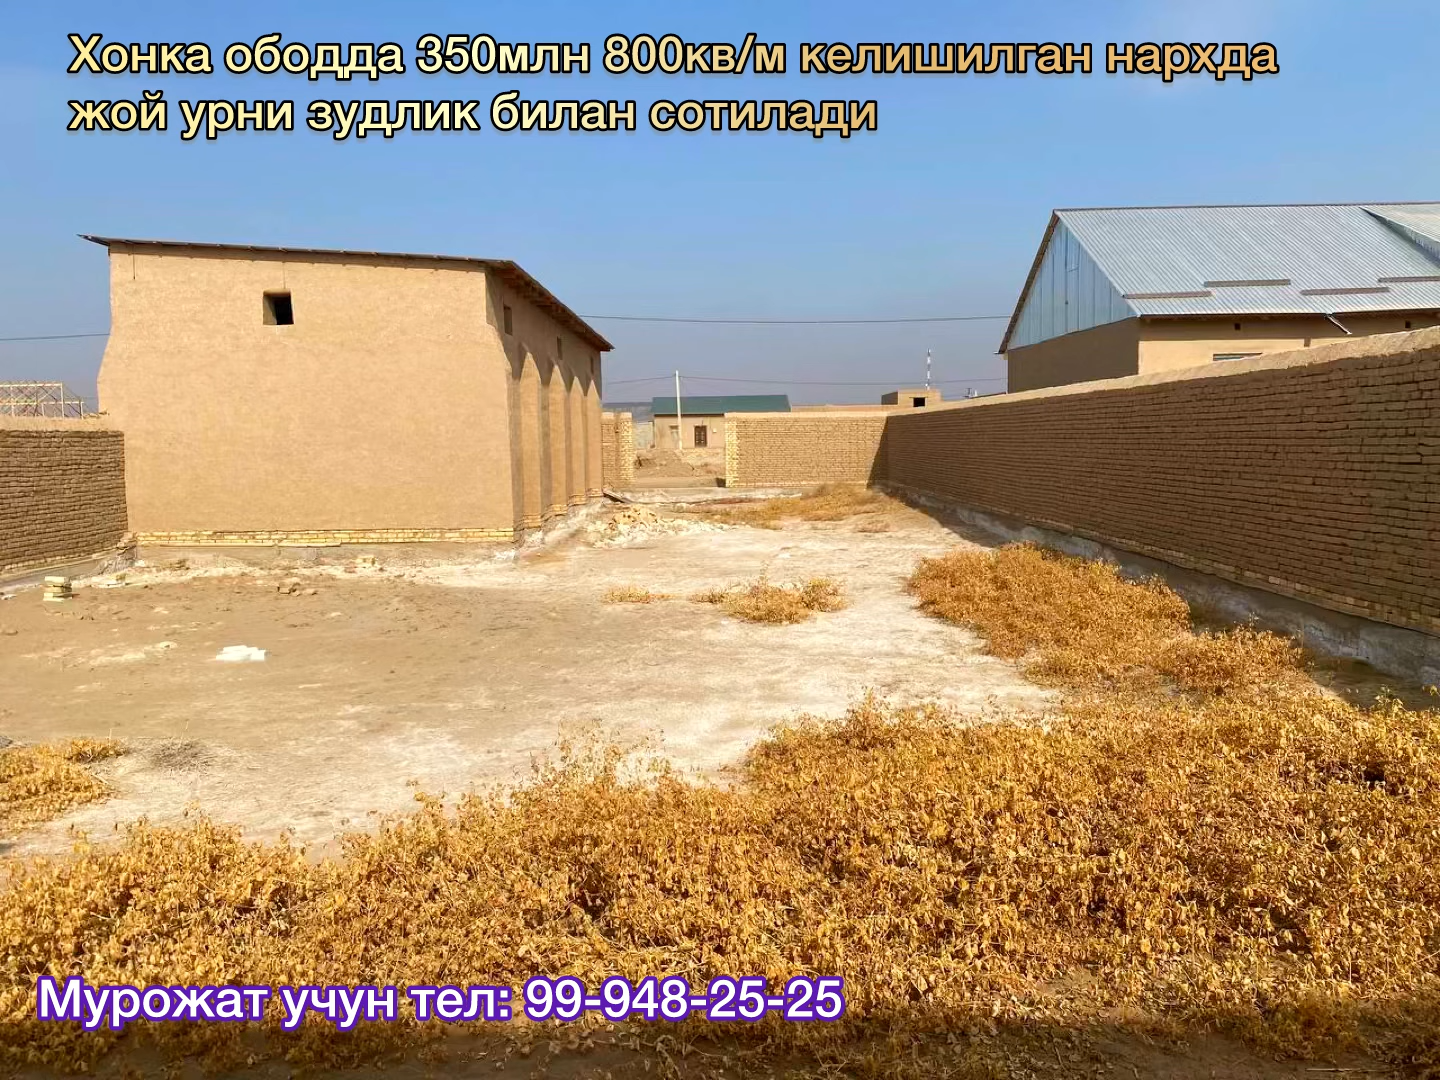 Хонка ободда 350млн 800кв/м келишилган нархда
жой урни зудлик билан сотилади
Мурожат учун тел: 99-948-25-25